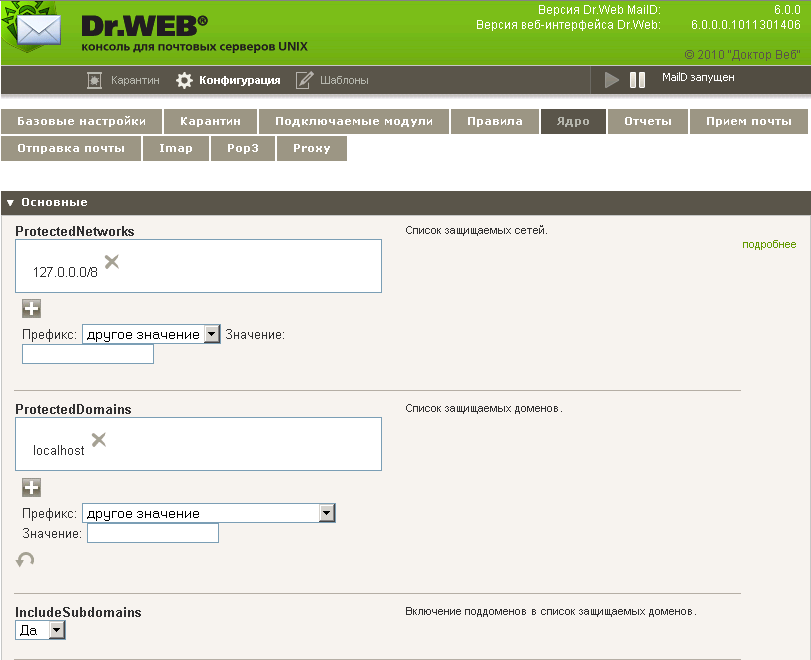 Dr.WEB®
консоль для почтовых серверов UNIX
Версия Dr.Web MailD: 6.0.0
Версия веб-интерфейса Dr.Web: 6.0.0.0.1011301406
© 2010 "Доктор Веб"
Карантин Конфигурация Шаблоны MailD запущен
Базовые настройки Карантин Подключаемые модули Правила Ядро Отчеты Прием почты
Отправка почты Imap Pop3 Proxy
▼ Основные
ProtectedNetworks Список защищаемых сетей.
подробнее
127.0.0.0/8
Префикс: другое значение Значение:
ProtectedDomains Список защищаемых доменов.
localhost
Префикс: другое значение
Значение:
IncludeSubdomains Включение поддоменов в список защищаемых доменов.
Да